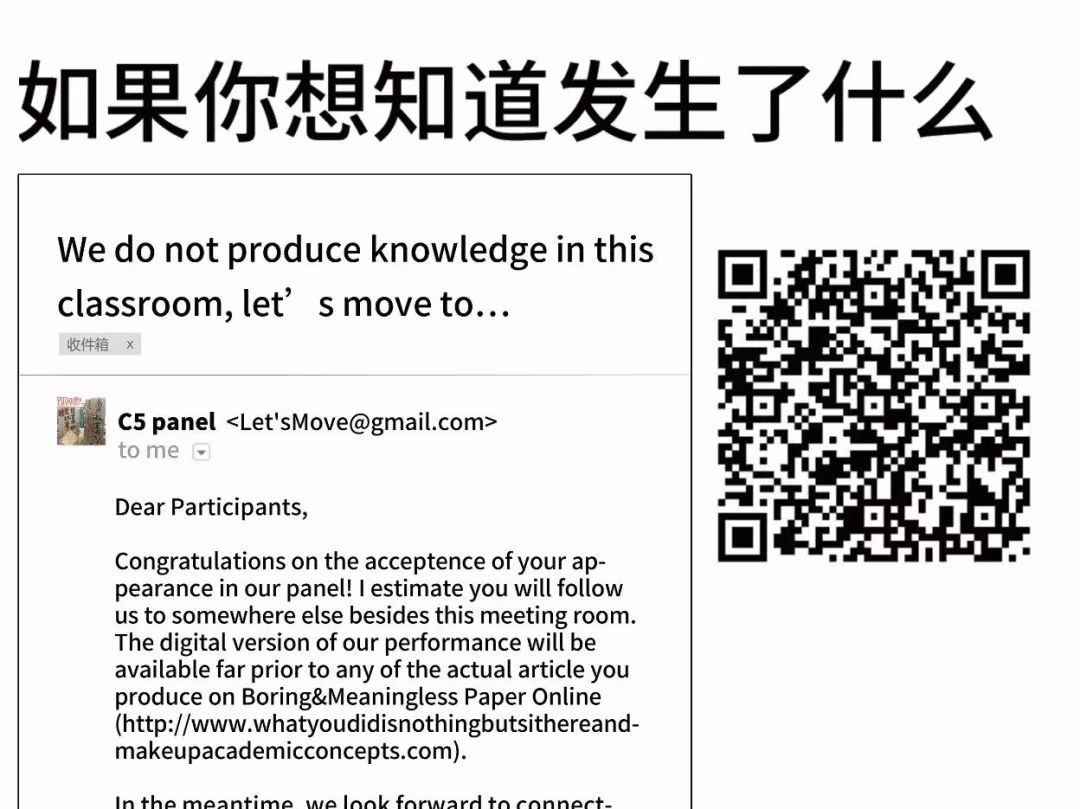 如果你想知道发生了什么
We do not produce knowledge in this
classroom, let’s move to…
收件箱 x
C5 panel <Let'sMove@gmail.com>
to me
Dear Participants,
Congratulations on the acceptence of your ap-
pearance in our panel! I estimate you will follow
us to somewhere else besides this meeting room.
The digital version of our performance will be
available far prior to any of the actual article you
produce on Boring&Meaningless Paper Online
(http://www.whatyoudidisnothingbutsithereand-
makeupacademicconcepts.com).
In the meantime, we look forward to connect-